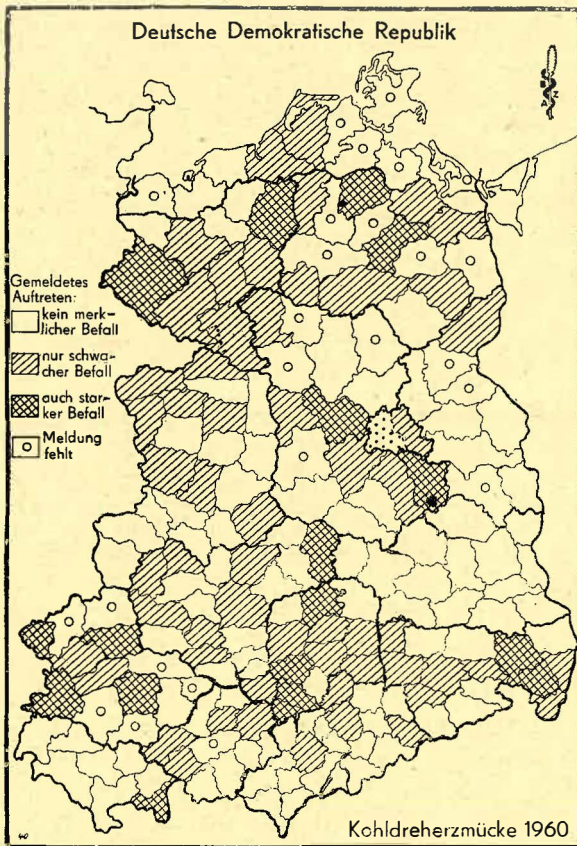 Deutsche Demokratische Republik
Gemeldetes
Auftreten:
kein merk-
licher Befall
nur schwa-
cher Befall
auch star-
ker Befall
Meldung
fehlt
40
Kohldreherzmücke 1960